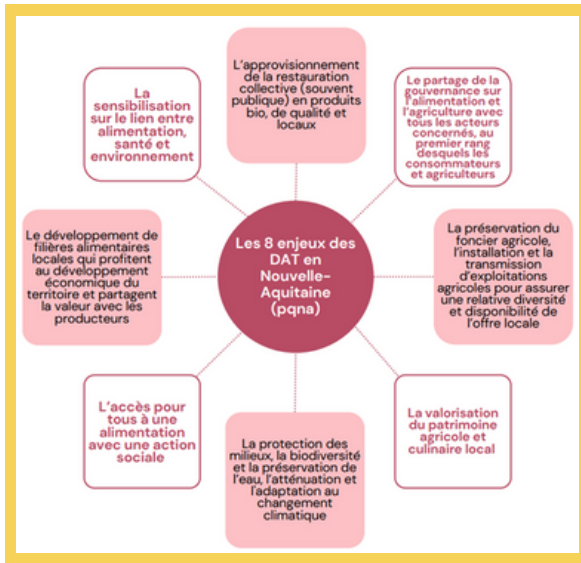 L'approvisionnement
de la restauration
collective (souvent
publique) en produits
bio, de qualité et
locaux
La
sensibilisation
sur le lien entre
alimentation,
santé et
environnement
Le partage de la
gouvernance sur
l'alimentation et
l'agriculture avec
tous les acteurs
concernés, au
premier rang
desquels les
consommateurs
et agriculteurs
Le développement de
filières alimentaires
locales qui profitent
au développement
économique du
territoire et partagent
la valeur avec les
producteurs
Les 8 enjeux des
DAT en
Nouvelle-
Aquitaine
(pqna)
La préservation du
foncier agricole,
l'installation et la
transmission
d'exploitations
agricoles pour assurer
une relative diversité
et disponibilité de
l'offre locale
L'accès pour
tous à une
alimentation
avec une action
sociale
La protection des
milieux, la biodiversité
et la préservation de
l'eau, l'atténuation et
l'adaptation au
changement
climatique
La valorisation
du patrimoine
agricole et
culinaire local